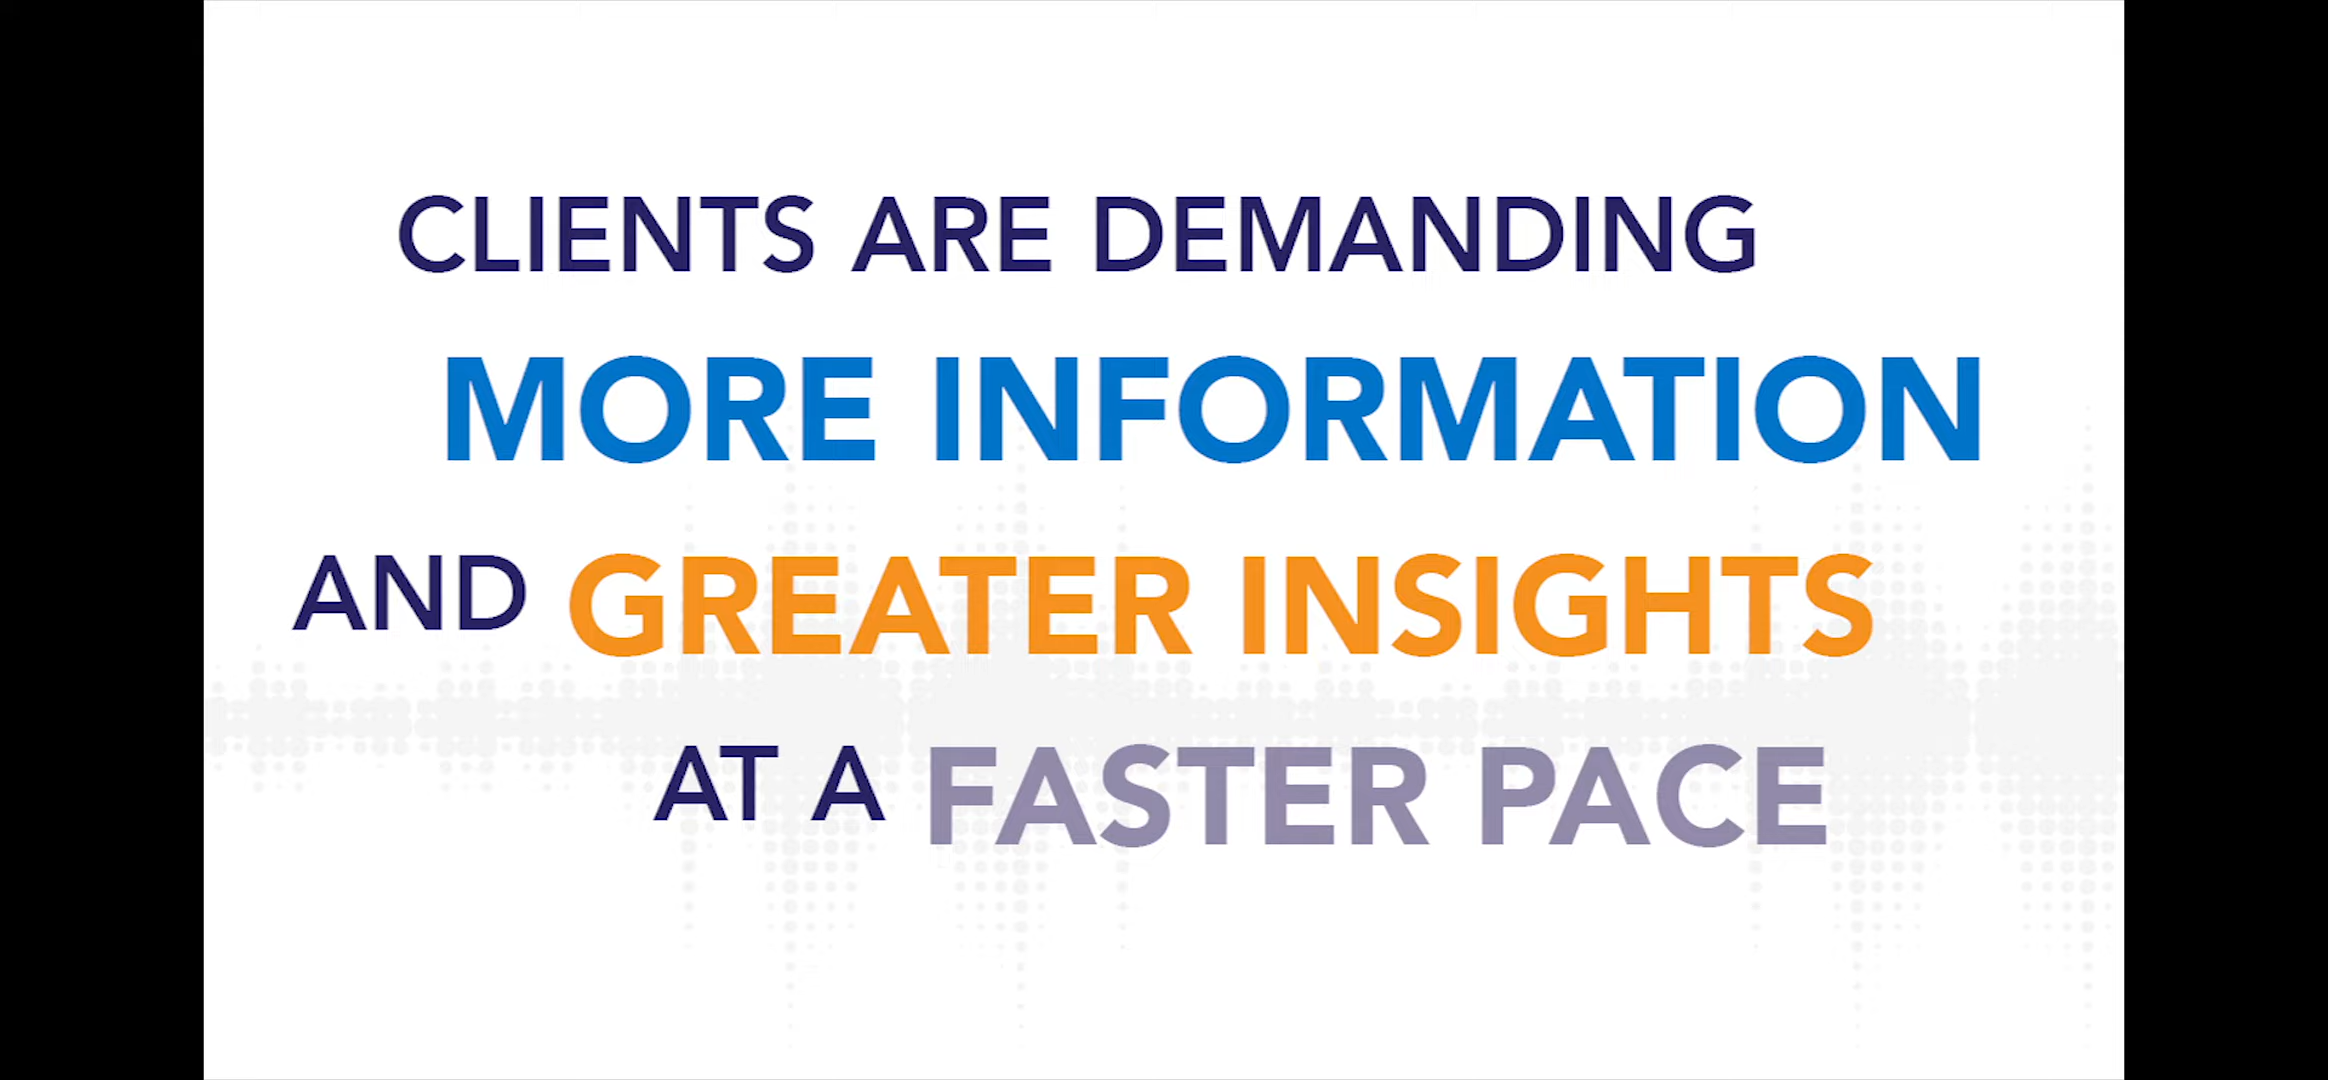 CLIENTS ARE DEMANDING
MORE INFORMATION
AND GREATER INSIGHTS
AT A FASTER PACE